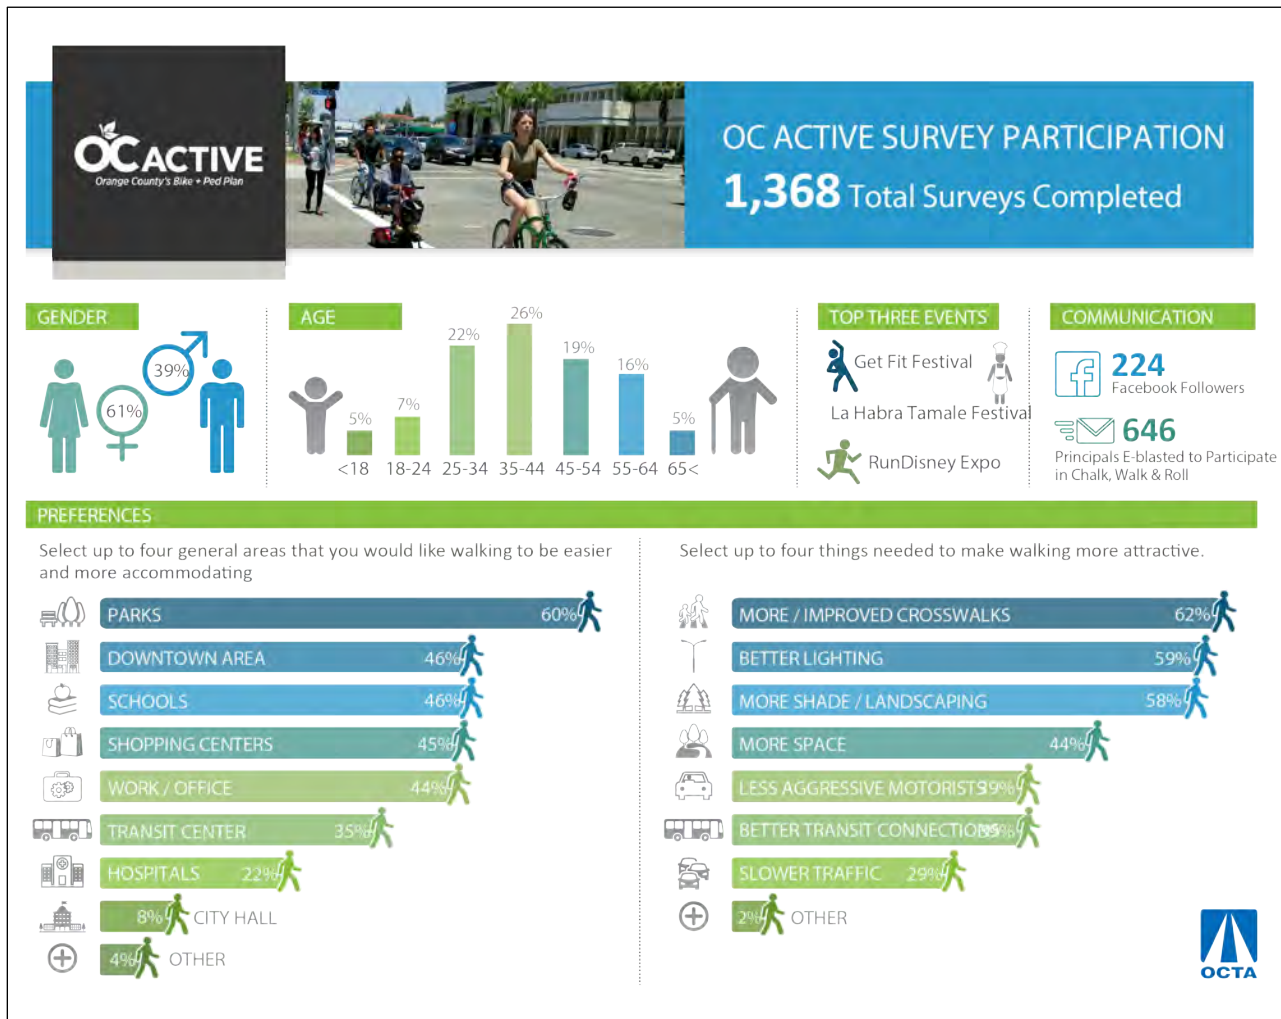 OC ACTIVE
Orange County's Bike + Ped Plan
OC ACTIVE SURVEY PARTICIPATION
1,368 Total Surveys Completed
GENDER
61%
39%
AGE
5%
7%
22%
26%
19%
16%
5%
<18
18-24
25-34
35-44
45-54
55-64
65<
TOP THREE EVENTS
Get Fit Festival
La Habra Tamale Festival
RunDisney Expo
COMMUNICATION
224
Facebook Followers
646
Principals E-blasted to Participate
in Chalk, Walk & Roll
PREFERENCES
Select up to four general areas that you would like walking to be easier
and more accommodating
PARKS 60%
DOWNTOWN AREA 46%
SCHOOLS 46%
SHOPPING CENTERS 45%
WORK / OFFICE 44%
TRANSIT CENTER 35%
HOSPITALS 22%
8% CITY HALL
4% OTHER
Select up to four things needed to make walking more attractive.
MORE / IMPROVED CROSSWALKS 62%
BETTER LIGHTING 59%
MORE SHADE / LANDSCAPING 58%
MORE SPACE 44%
LESS AGGRESSIVE MOTORISTS 39%
BETTER TRANSIT CONNECTIONS
SLOWER TRAFFIC 29%
2% OTHER
OCTA